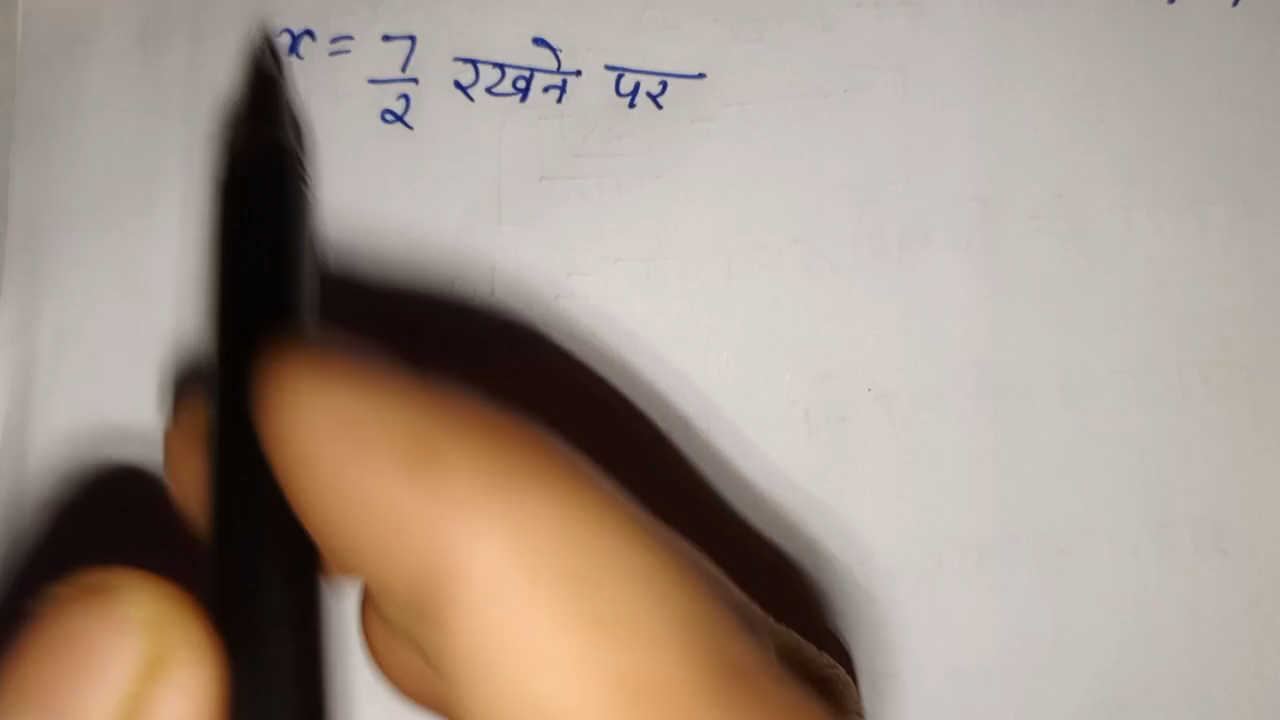 x = 7/2 रखने पर